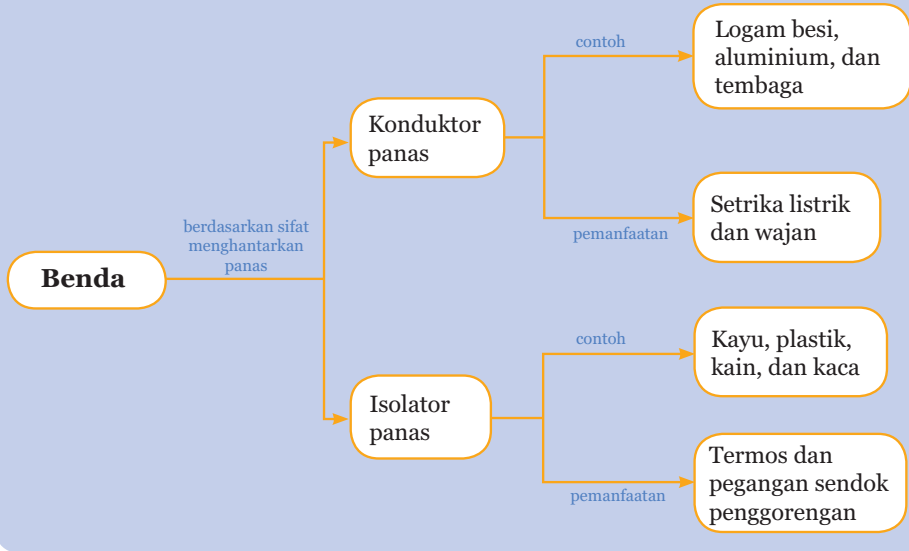 Benda
berdasarkan sifat
menghantarkan
panas
Konduktor
panas
contoh
Logam besi,
aluminium, dan
tembaga
pemanfaatan
Setrika listrik
dan wajan
Isolator
panas
contoh
Kayu, plastik,
kain, dan kaca
pemanfaatan
Termos dan
pegangan sendok
penggorengan